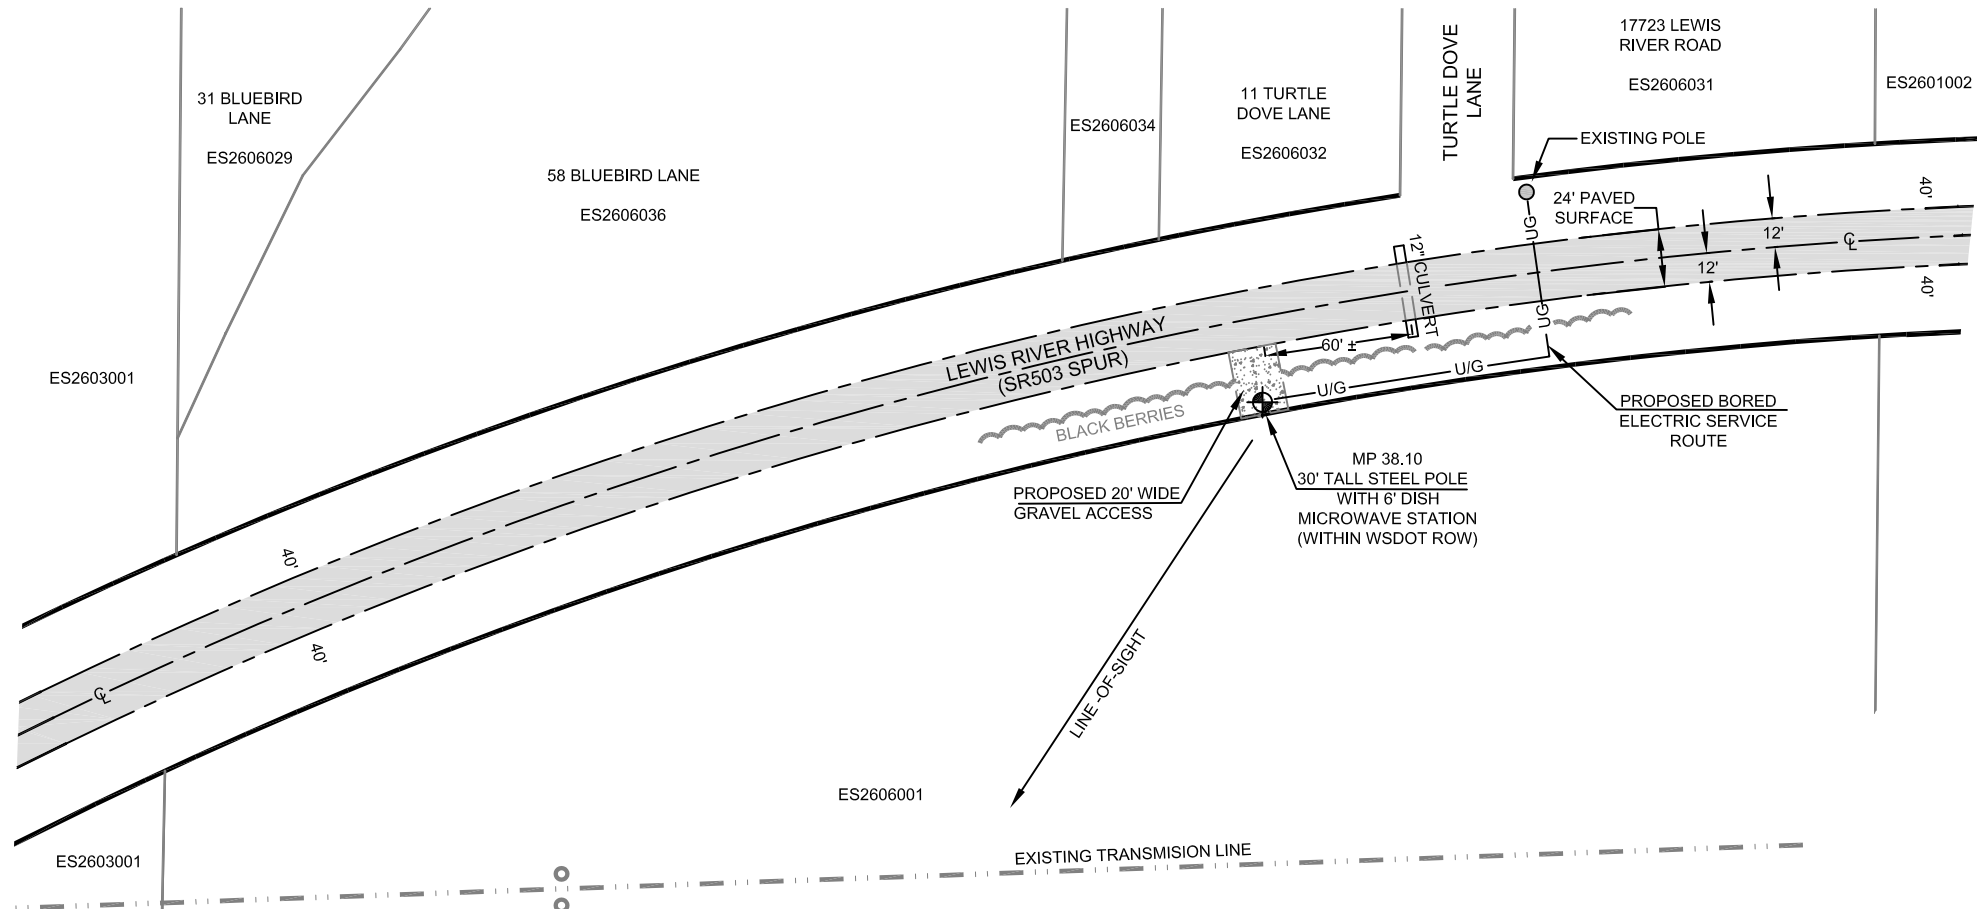 31 BLUEBIRD
LANE
ES2606029
58 BLUEBIRD LANE
ES2606036
ES2606034
11 TURTLE
DOVE LANE
ES2606032
TURTLE DOVE
LANE
17723 LEWIS
RIVER ROAD
ES2606031
ES2601002
EXISTING POLE
24' PAVED
SURFACE
40'
12'
℄
12'
40'
UG
UG
12" CULVERT
60' ±
LEWIS RIVER HIGHWAY
(SR503 SPUR)
ES2603001
BLACK BERRIES
U/G
U/G
PROPOSED BORED
ELECTRIC SERVICE
ROUTE
MP 38.10
30' TALL STEEL POLE
WITH 6' DISH
MICROWAVE STATION
(WITHIN WSDOT ROW)
PROPOSED 20' WIDE
GRAVEL ACCESS
40'
40'
℄
LINE -OF-SIGHT
ES2606001
ES2603001
EXISTING TRANSMISION LINE